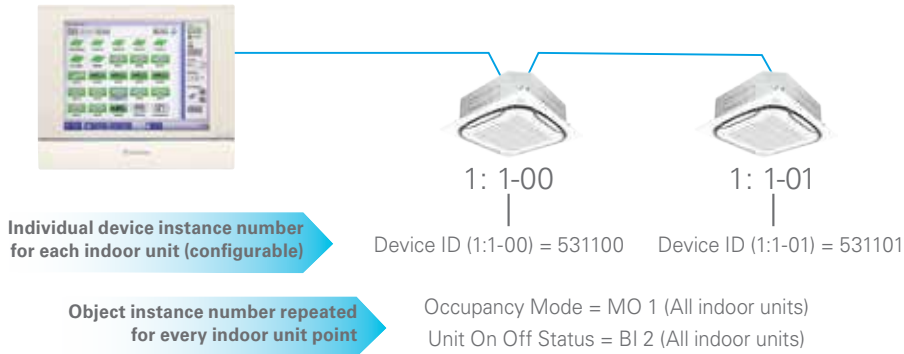 1: 1-00
1: 1-01
Individual device instance number
for each indoor unit (configurable)
Device ID (1:1-00) = 531100
Device ID (1:1-01) = 531101
Object instance number repeated
for every indoor unit point
Occupancy Mode = MO 1 (All indoor units)
Unit On Off Status = BI 2 (All indoor units)